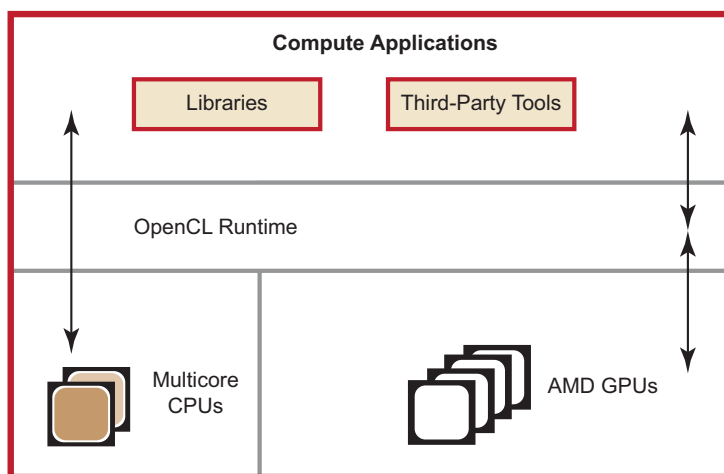 Compute Applications
Libraries
Third-Party Tools
OpenCL Runtime
Multicore
CPUs
AMD GPUs